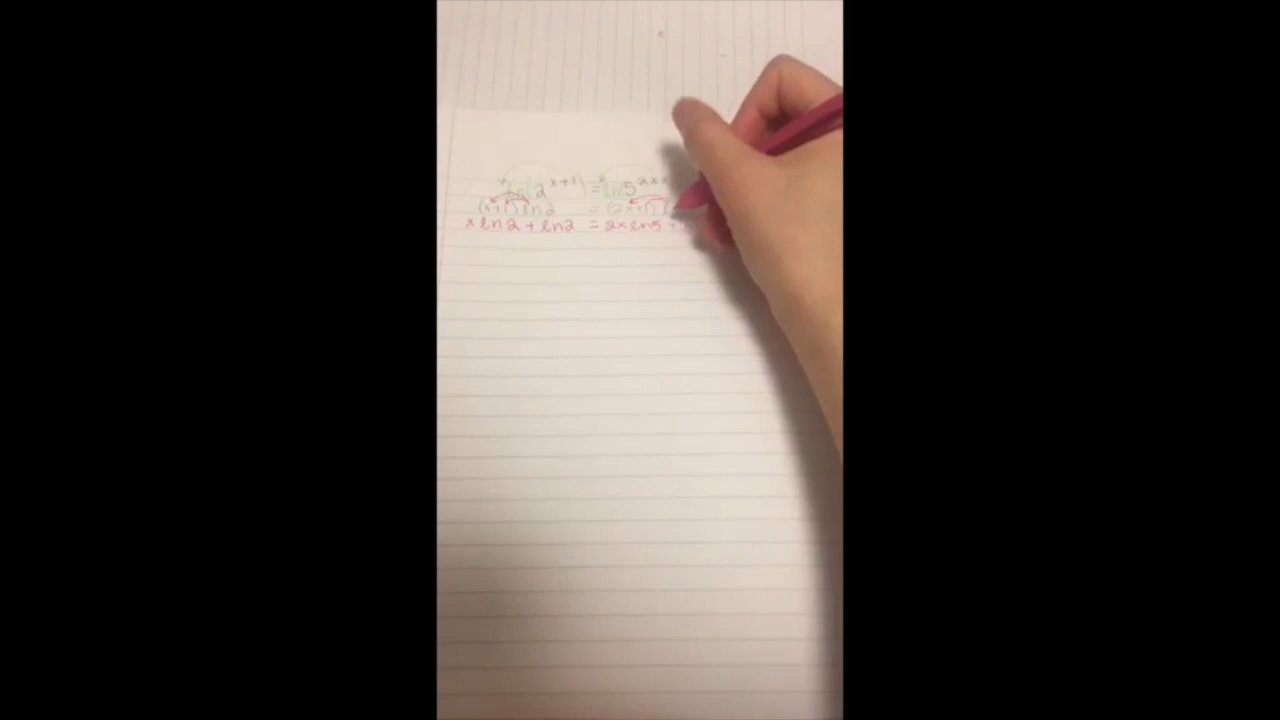 ln(2^{x+1}) = ln5^{2x+
(x+1)ln2 = (2x+1)l
xln2 + ln2 = 2xln5 +